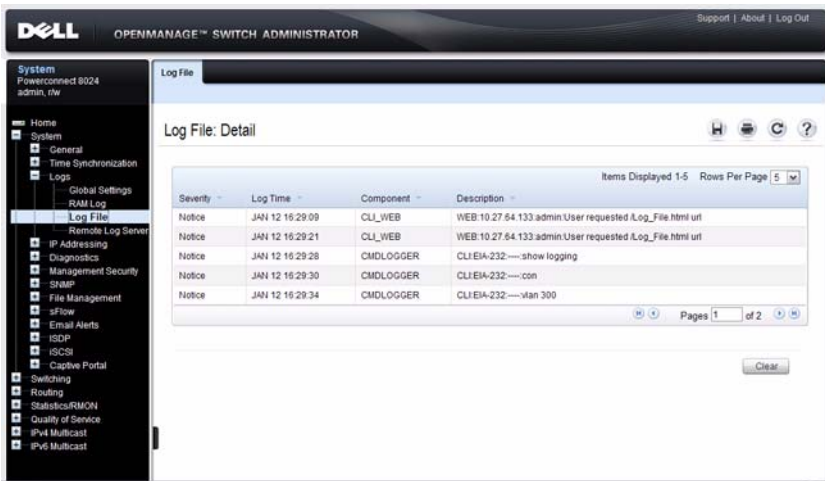 Support | About | Log Out
DELL OPENMANAGE™ SWITCH ADMINISTRATOR
System
Powerconnect 8024
admin, r/w
Log File
Home
System
General
Time Synchronization
Logs
Global Settings
RAM Log
Log File
Remote Log Server
IP Addressing
Diagnostics
Management Security
SNMP
File Management
sFlow
Email Alerts
ISDP
iSCSI
Captive Portal
Switching
Routing
Statistics/RMON
Quality of Service
IPv4 Multicast
IPv6 Multicast
Log File: Detail
Items Displayed 1-5 Rows Per Page 5
Severity Log Time Component Description
Notice JAN 12 16:29:09 CLI_WEB WEB:10.27.64.133:admin:User requested /Log_File.html url
Notice JAN 12 16:29:21 CLI_WEB WEB:10.27.64.133:admin:User requested /Log_File.html url
Notice JAN 12 16:29:28 CMDLOGGER CLI:EIA-232:----:show logging
Notice JAN 12 16:29:30 CMDLOGGER CLI:EIA-232:----:con
Notice JAN 12 16:29:34 CMDLOGGER CLI:EIA-232:----:vlan 300
Pages 1 of 2
Clear